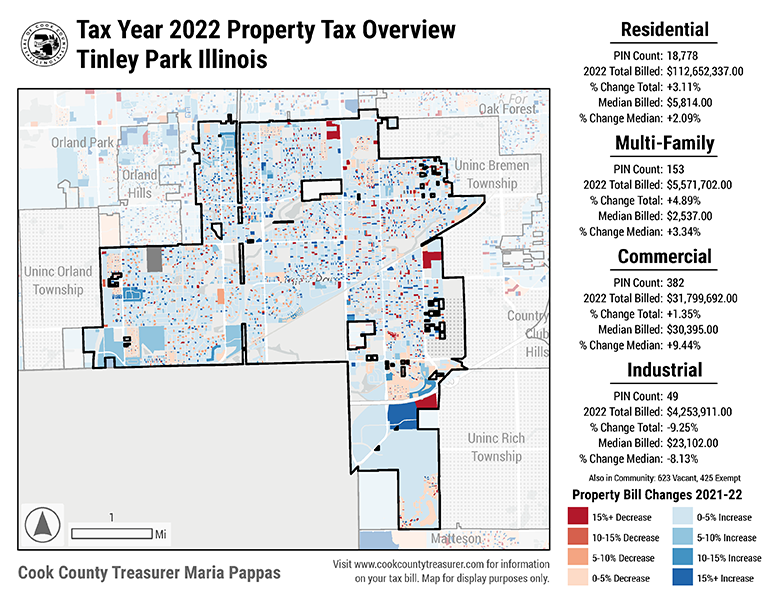 Tax Year 2022 Property Tax Overview
Tinley Park Illinois
Oak Forest
Orland Park
Orland
Hills
Uninc Bremen
Township
Uninc Orland
Township
Country
Club
Hills
Uninc Rich
Township
Matteson
1
Mi
Cook County Treasurer Maria Pappas
Visit www.cookcountytreasurer.com for information
on your tax bill. Map for display purposes only.
Residential
PIN Count: 18,778
2022 Total Billed: $112,652,337.00
% Change Total: +3.11%
Median Billed: $5,814.00
% Change Median: +2.09%
Multi-Family
PIN Count: 153
2022 Total Billed: $5,571,702.00
% Change Total: +4.89%
Median Billed: $2,537.00
% Change Median: +3.34%
Commercial
PIN Count: 382
2022 Total Billed: $31,799,692.00
% Change Total: +1.35%
Median Billed: $30,395.00
% Change Median: +9.44%
Industrial
PIN Count: 49
2022 Total Billed: $4,253,911.00
% Change Total: -9.25%
Median Billed: $23,102.00
% Change Median: -8.13%
Also in Community: 623 Vacant, 425 Exempt
Property Bill Changes 2021-22
15%+ Decrease
10-15% Decrease
5-10% Decrease
0-5% Decrease
0-5% Increase
5-10% Increase
10-15% Increase
15%+ Increase